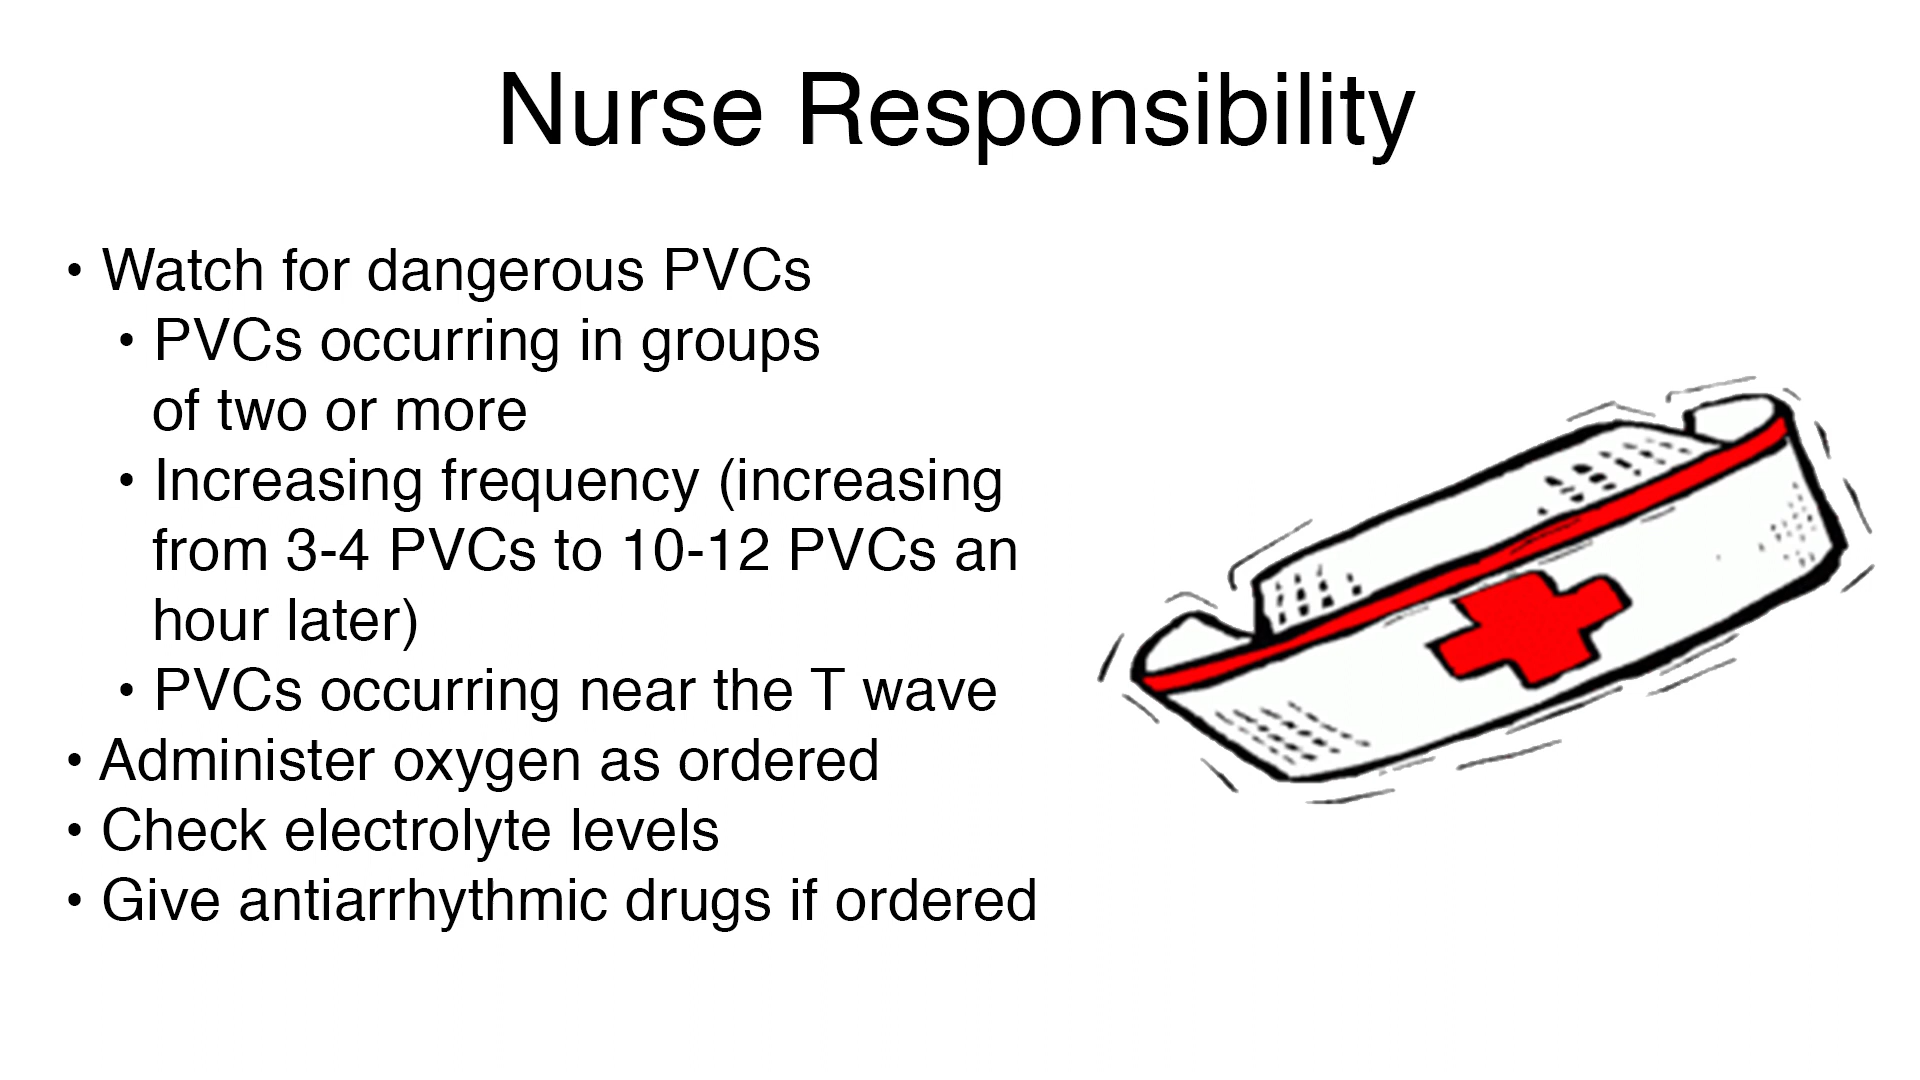 Nurse Responsibility
• Watch for dangerous PVCs
• PVCs occurring in groups
of two or more
• Increasing frequency (increasing
from 3-4 PVCs to 10-12 PVCs an
hour later)
• PVCs occurring near the T wave
• Administer oxygen as ordered
• Check electrolyte levels
• Give antiarrhythmic drugs if ordered